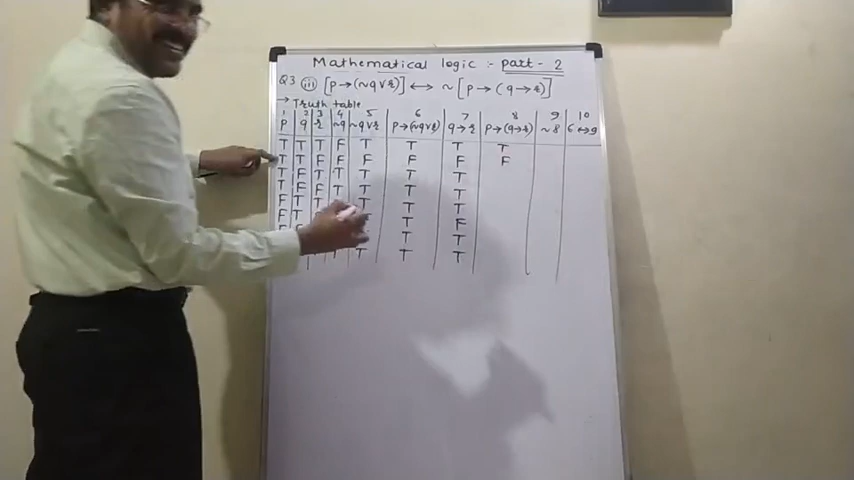 Mathematical logic :- part - 2
Q3 (iii) [p→(~q∨r)] ↔ ~[p→(q→r)]
→ Truth table
1 2 3 4 5 6 7 8 9 10
p q r ~q ~q∨r p→(~q∨r) q→r p→(q→r) ~8 6↔9
T T T F T T T T
T T F F F F F F
T F T T T T T
T F F T T T T
F T T T T
F T T F
F T T
F T T T